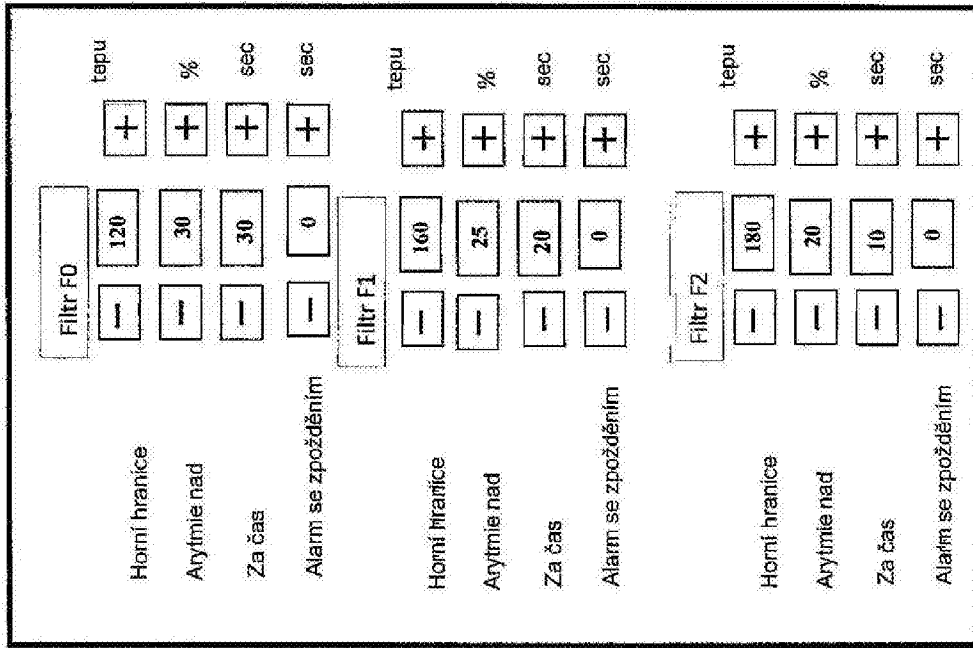 Filtr F0
Horní hranice − 120 + tepu
Arytmie nad − 30 + %
Za čas − 30 + sec
Alarm se zpožděním − 0 + sec
Filtr F1
Horní hranice − 160 + tepu
Arytmie nad − 25 + %
Za čas − 20 + sec
Alarm se zpožděním − 0 + sec
Filtr F2
Horní hranice − 180 + tepu
Arytmie nad − 20 + %
Za čas − 10 + sec
Alarm se zpožděním − 0 + sec